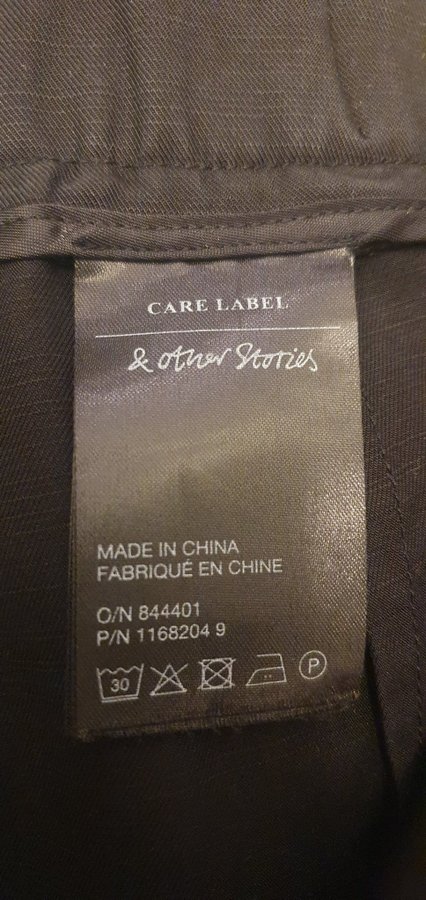 CARE LABEL
& other Stories
MADE IN CHINA
FABRIQUÉ EN CHINE
O/N 844401
P/N 1168204 9
30
P